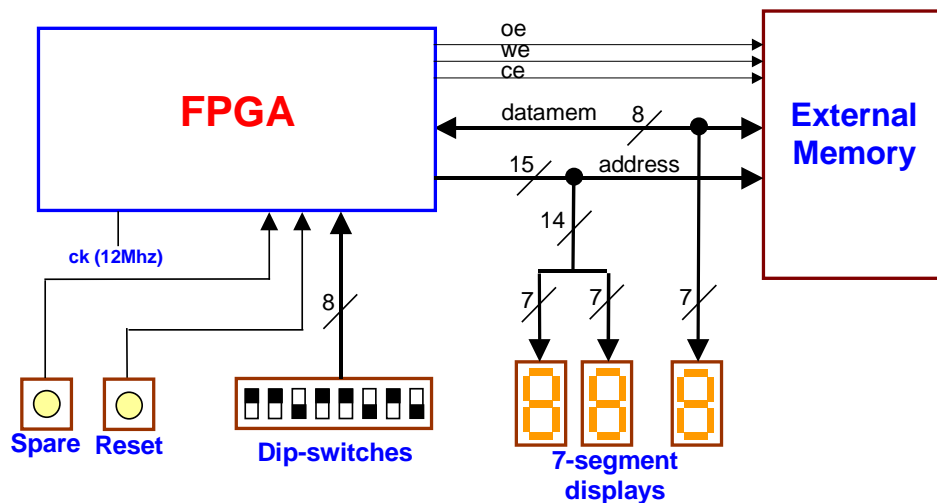 oe
we
ce
FPGA
datamem
8
External
Memory
15
address
14
ck (12Mhz)
8
7
7
7
Spare
Reset
Dip-switches
7-segment
displays